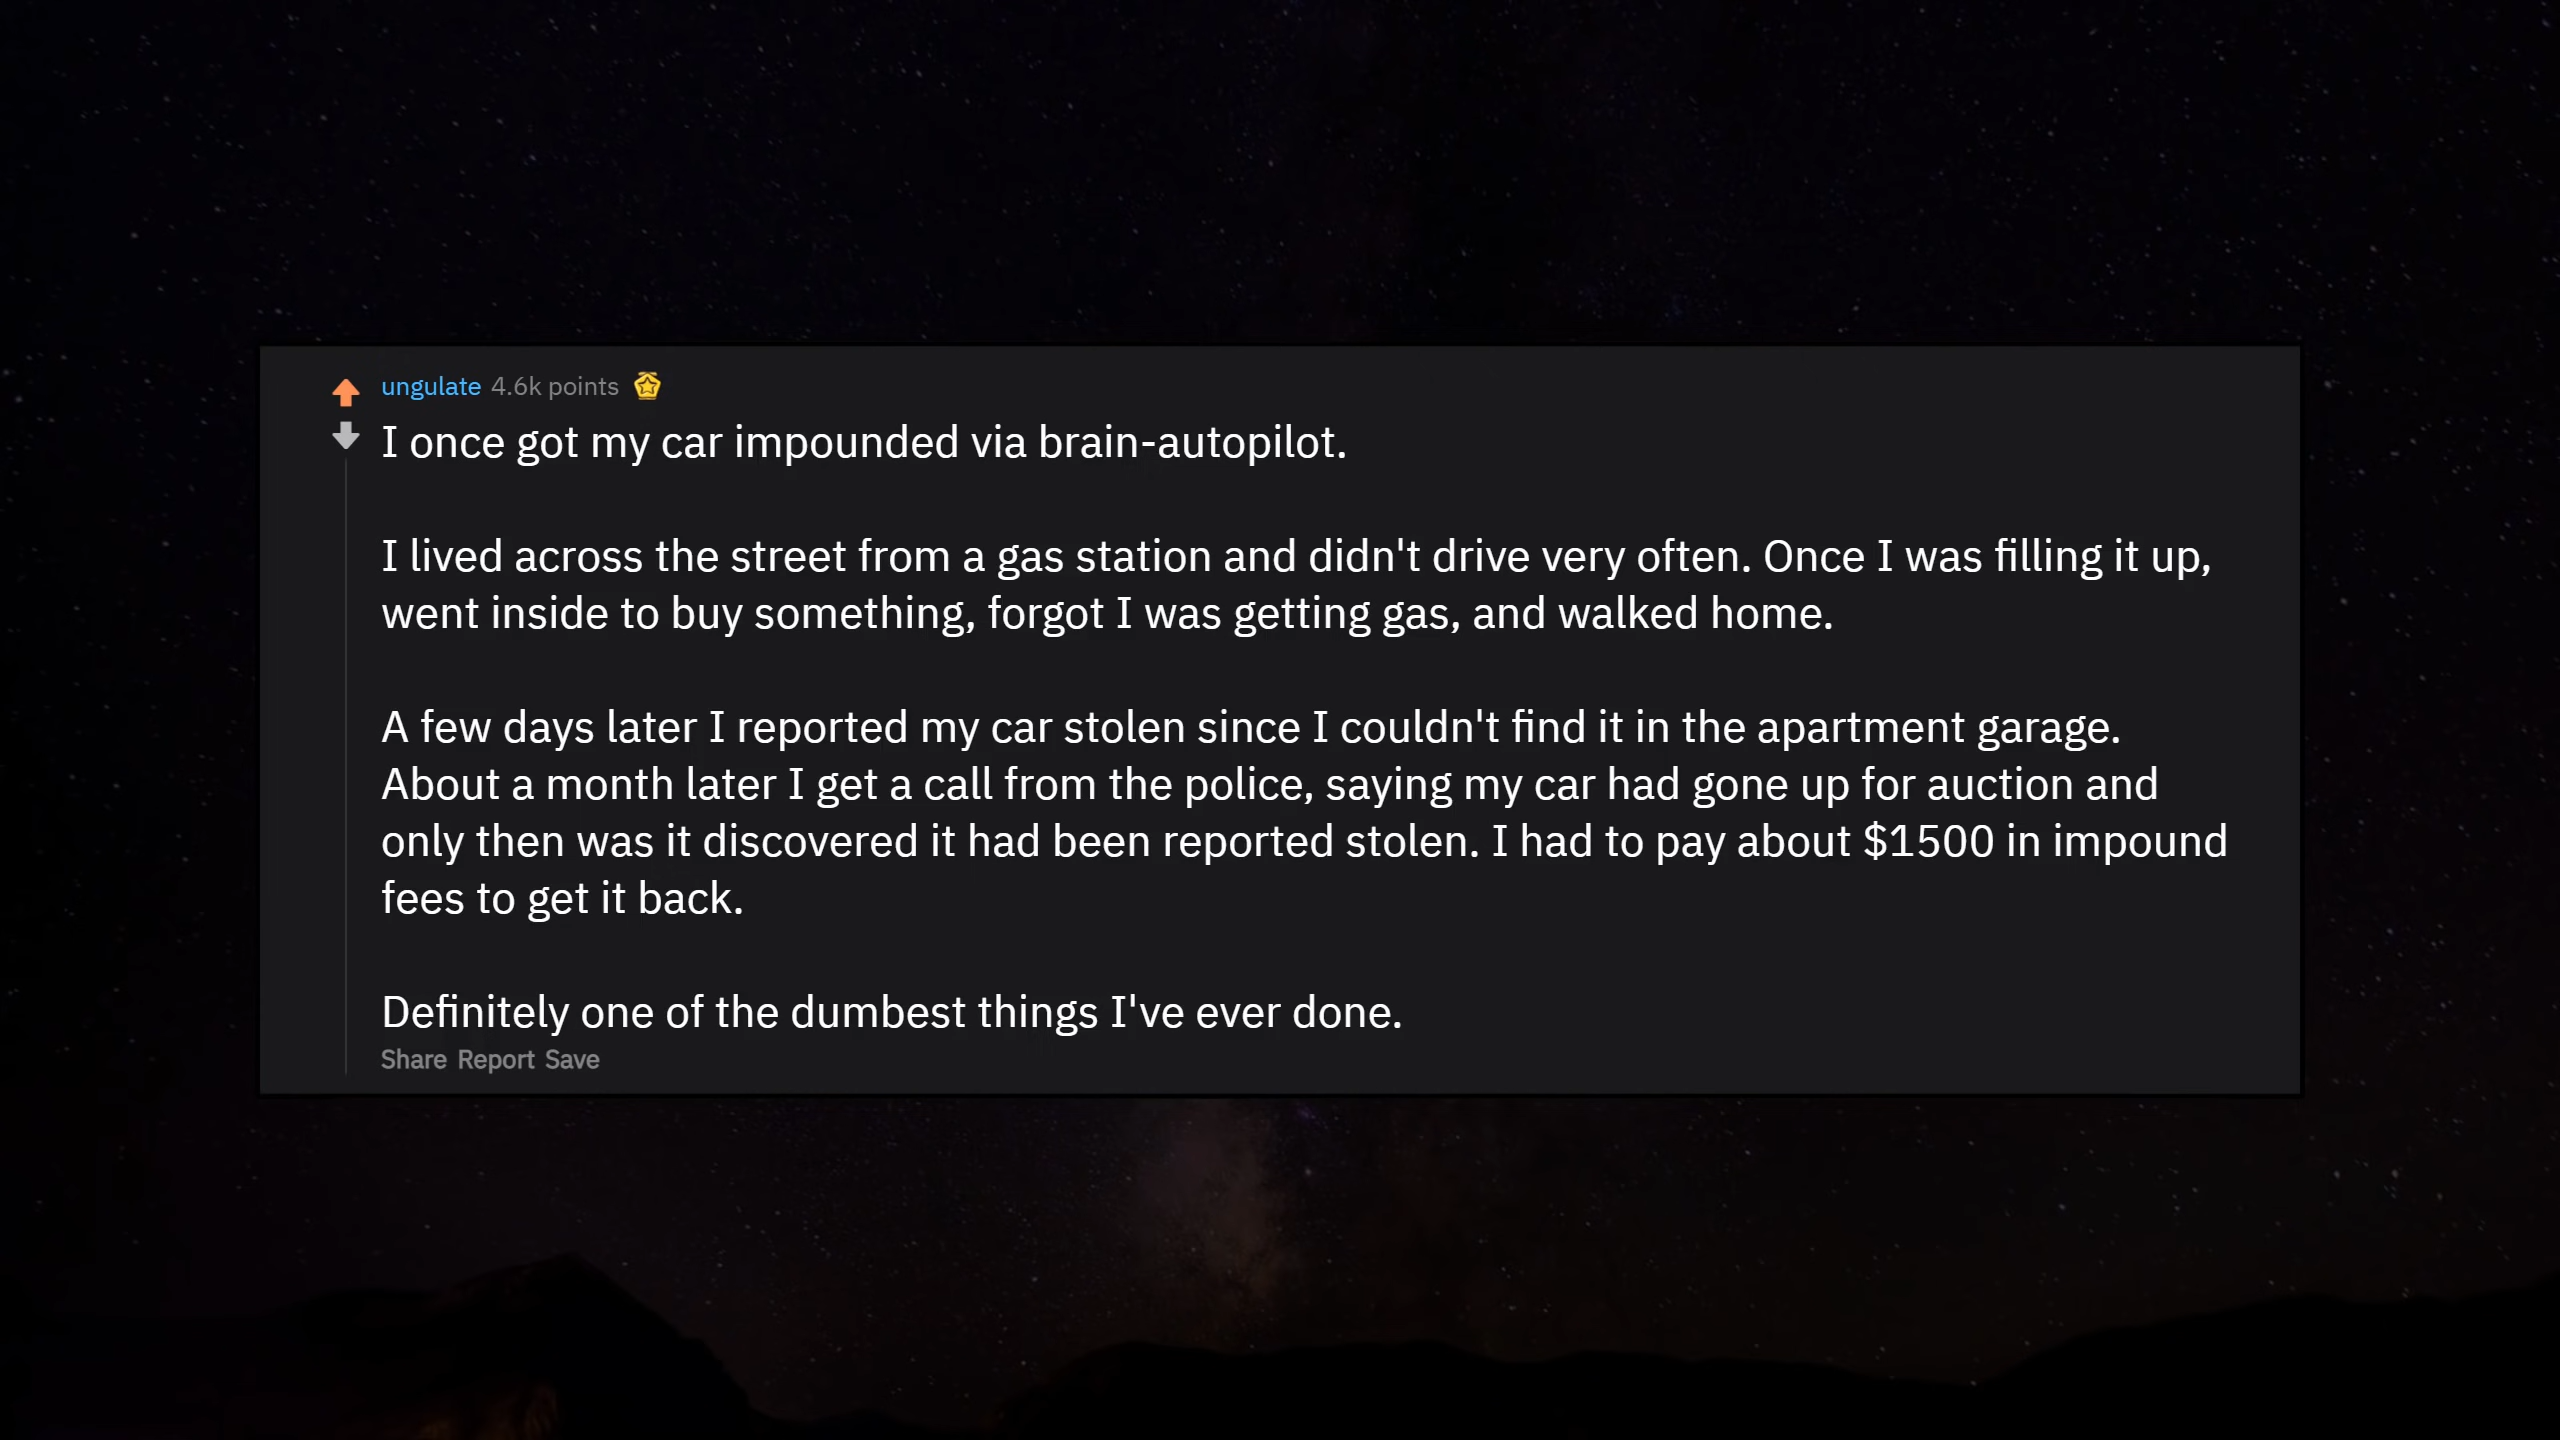 ungulate 4.6k points
I once got my car impounded via brain-autopilot.
I lived across the street from a gas station and didn't drive very often. Once I was filling it up,
went inside to buy something, forgot I was getting gas, and walked home.
A few days later I reported my car stolen since I couldn't find it in the apartment garage.
About a month later I get a call from the police, saying my car had gone up for auction and
only then was it discovered it had been reported stolen. I had to pay about $1500 in impound
fees to get it back.
Definitely one of the dumbest things I've ever done.
Share Report Save